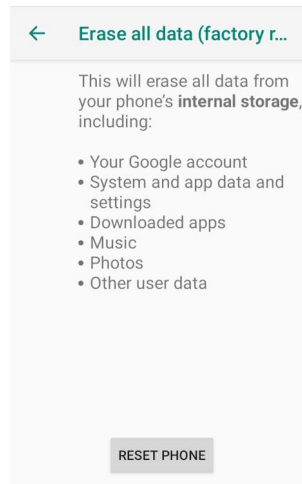 Erase all data (factory r...
This will erase all data from
your phone's internal storage,
including:
• Your Google account
• System and app data and
settings
• Downloaded apps
• Music
• Photos
• Other user data
RESET PHONE